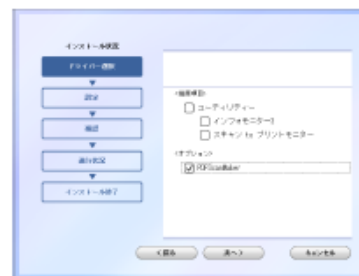 インストール状況
ドライバー選択
設定
確認
進行状況
インストール終了
<機能項目>
ユーティリティー
インフォモニター3
スキャン to プリントモニター
<オプション>
<戻る
次へ>
キャンセル